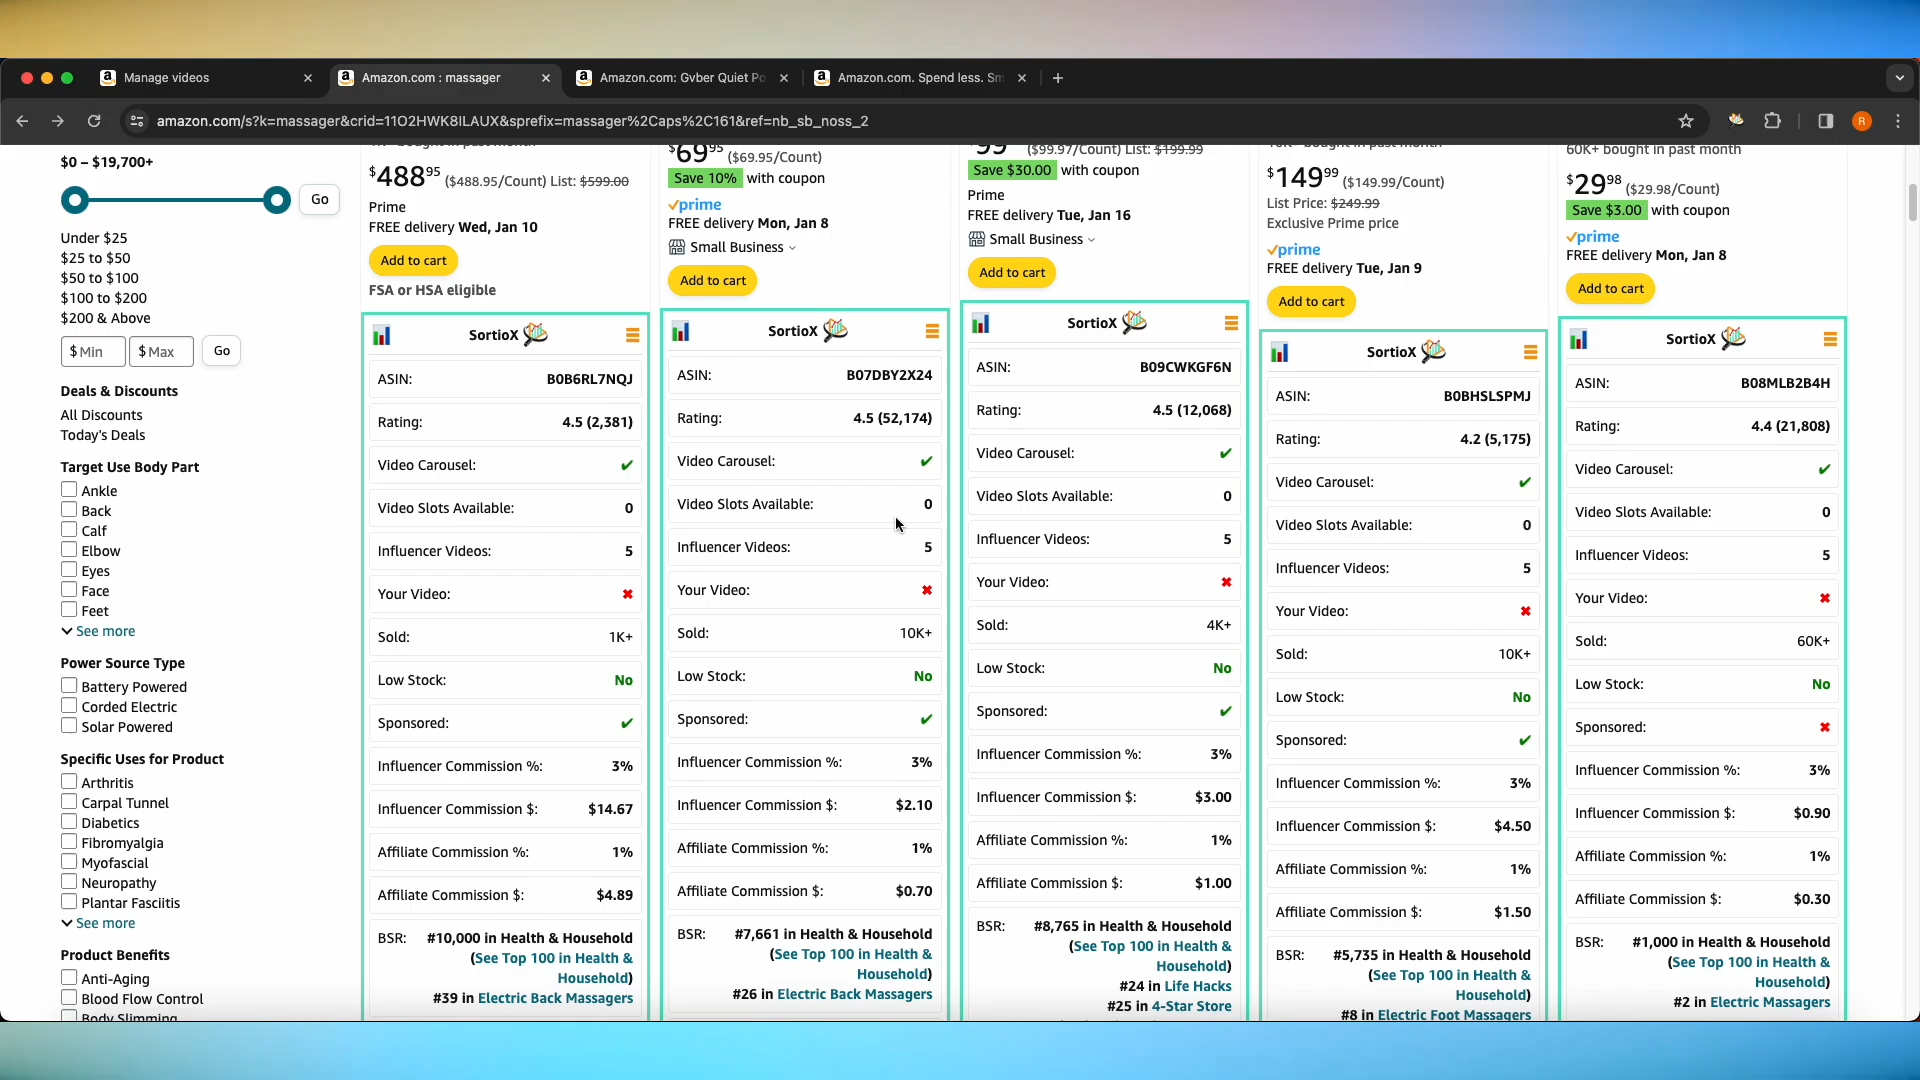 Manage videos
Amazon.com : massager
Amazon.com: Gvber Quiet Po
Amazon.com. Spend less. Sm
amazon.com/s?k=massager&crid=11O2HWK8ILAUX&sprefix=massager%2Caps%2C161&ref=nb_sb_noss_2
R
$0 – $19,700+
Go
Under $25
$25 to $50
$50 to $100
$100 to $200
$200 & Above
$ Min
$ Max
Go
Deals & Discounts
All Discounts
Today's Deals
Target Use Body Part
Ankle
Back
Calf
Elbow
Eyes
Face
Feet
See more
Power Source Type
Battery Powered
Corded Electric
Solar Powered
Specific Uses for Product
Arthritis
Carpal Tunnel
Diabetics
Fibromyalgia
Myofascial
Neuropathy
Plantar Fasciitis
See more
Product Benefits
Anti-Aging
Blood Flow Control
Body Slimming
$488 95 ($488.95/Count) List: $599.00
Prime
FREE delivery Wed, Jan 10
Add to cart
FSA or HSA eligible
SortioX
ASIN: B0B6RL7NQJ
Rating: 4.5 (2,381)
Video Carousel: ✔
Video Slots Available: 0
Influencer Videos: 5
Your Video: ✖
Sold: 1K+
Low Stock: No
Sponsored: ✔
Influencer Commission %: 3%
Influencer Commission $: $14.67
Affiliate Commission %: 1%
Affiliate Commission $: $4.89
BSR: #10,000 in Health & Household
(See Top 100 in Health &
Household)
#39 in Electric Back Massagers
$69 95 ($69.95/Count)
Save 10% with coupon
prime
FREE delivery Mon, Jan 8
Small Business
Add to cart
SortioX
ASIN: B07DBY2X24
Rating: 4.5 (52,174)
Video Carousel: ✔
Video Slots Available: 0
Influencer Videos: 5
Your Video: ✖
Sold: 10K+
Low Stock: No
Sponsored: ✔
Influencer Commission %: 3%
Influencer Commission $: $2.10
Affiliate Commission %: 1%
Affiliate Commission $: $0.70
BSR: #7,661 in Health & Household
(See Top 100 in Health &
Household)
#26 in Electric Back Massagers
99 ($99.97/Count) List: $199.99
Save $30.00 with coupon
Prime
FREE delivery Tue, Jan 16
Small Business
Add to cart
SortioX
ASIN: B09CWKGF6N
Rating: 4.5 (12,068)
Video Carousel: ✔
Video Slots Available: 0
Influencer Videos: 5
Your Video: ✖
Sold: 4K+
Low Stock: No
Sponsored: ✔
Influencer Commission %: 3%
Influencer Commission $: $3.00
Affiliate Commission %: 1%
Affiliate Commission $: $1.00
BSR: #8,765 in Health & Household
(See Top 100 in Health &
Household)
#24 in Life Hacks
#25 in 4-Star Store
bought in past month
$149 99 ($149.99/Count)
List Price: $249.99
Exclusive Prime price
prime
FREE delivery Tue, Jan 9
Add to cart
SortioX
ASIN: B0BHSLSPMJ
Rating: 4.2 (5,175)
Video Carousel: ✔
Video Slots Available: 0
Influencer Videos: 5
Your Video: ✖
Sold: 10K+
Low Stock: No
Sponsored: ✔
Influencer Commission %: 3%
Influencer Commission $: $4.50
Affiliate Commission %: 1%
Affiliate Commission $: $1.50
BSR: #5,735 in Health & Household
(See Top 100 in Health &
Household)
#8 in Electric Foot Massagers
60K+ bought in past month
$29 98 ($29.98/Count)
Save $3.00 with coupon
prime
FREE delivery Mon, Jan 8
Add to cart
SortioX
ASIN: B08MLB2B4H
Rating: 4.4 (21,808)
Video Carousel: ✔
Video Slots Available: 0
Influencer Videos: 5
Your Video: ✖
Sold: 60K+
Low Stock: No
Sponsored: ✖
Influencer Commission %: 3%
Influencer Commission $: $0.90
Affiliate Commission %: 1%
Affiliate Commission $: $0.30
BSR: #1,000 in Health & Household
(See Top 100 in Health &
Household)
#2 in Electric Massagers